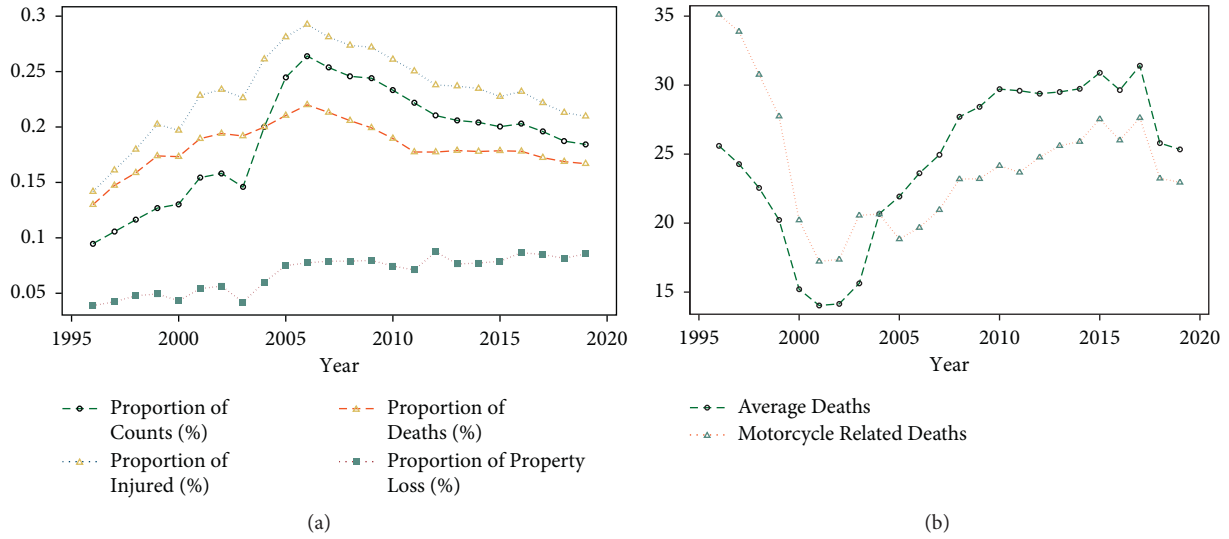 0.3
0.25
0.2
0.15
0.1
0.05
1995 2000 2005 2010 2015 2020
Year
Proportion of
Counts (%)
Proportion of
Deaths (%)
Proportion of
Injured (%)
Proportion of Property
Loss (%)
(a)
35
30
25
20
15
1995 2000 2005 2010 2015 2020
Year
Average Deaths
Motorcycle Related Deaths
(b)